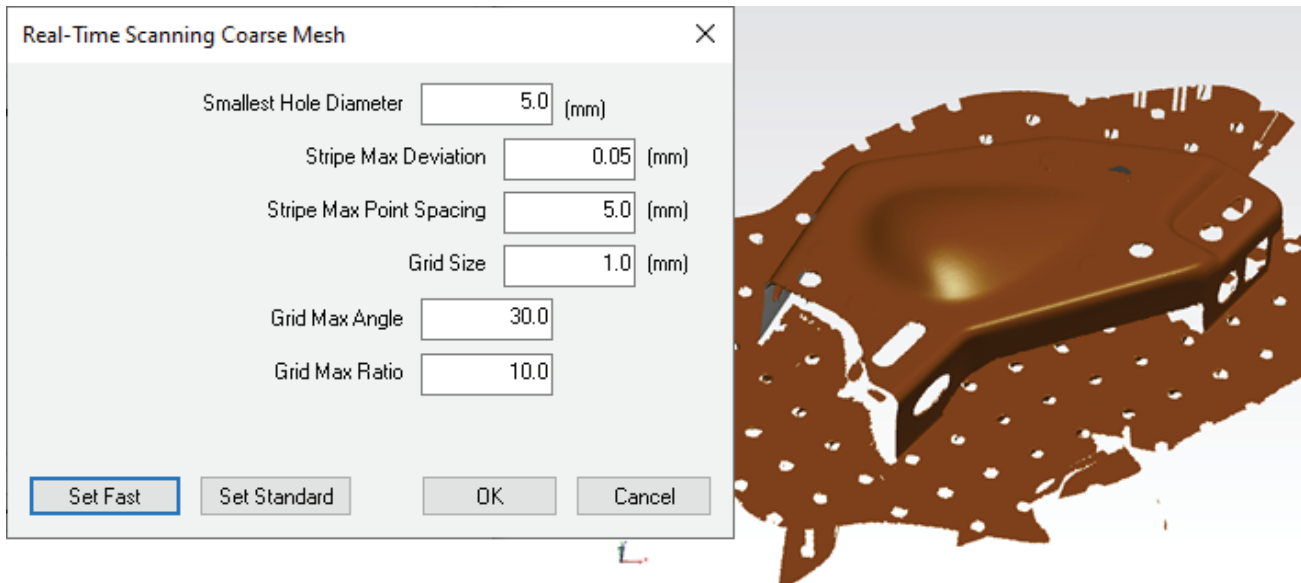 Real-Time Scanning Coarse Mesh
Smallest Hole Diameter 5.0 (mm)
Stripe Max Deviation 0.05 (mm)
Stripe Max Point Spacing 5.0 (mm)
Grid Size 1.0 (mm)
Grid Max Angle 30.0
Grid Max Ratio 10.0
Set Fast Set Standard OK Cancel